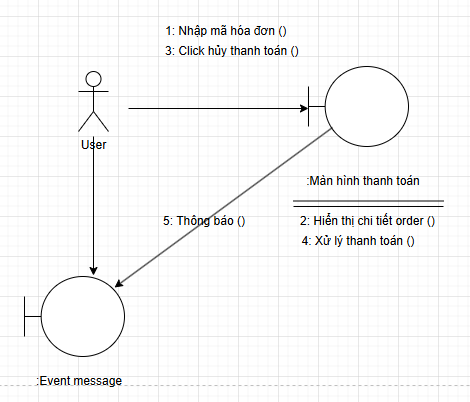 1: Nhập mã hóa đơn ()
3: Click hủy thanh toán ()
User
:Màn hình thanh toán
5: Thông báo ()
2: Hiển thị chi tiết order ()
4: Xử lý thanh toán ()
:Event message